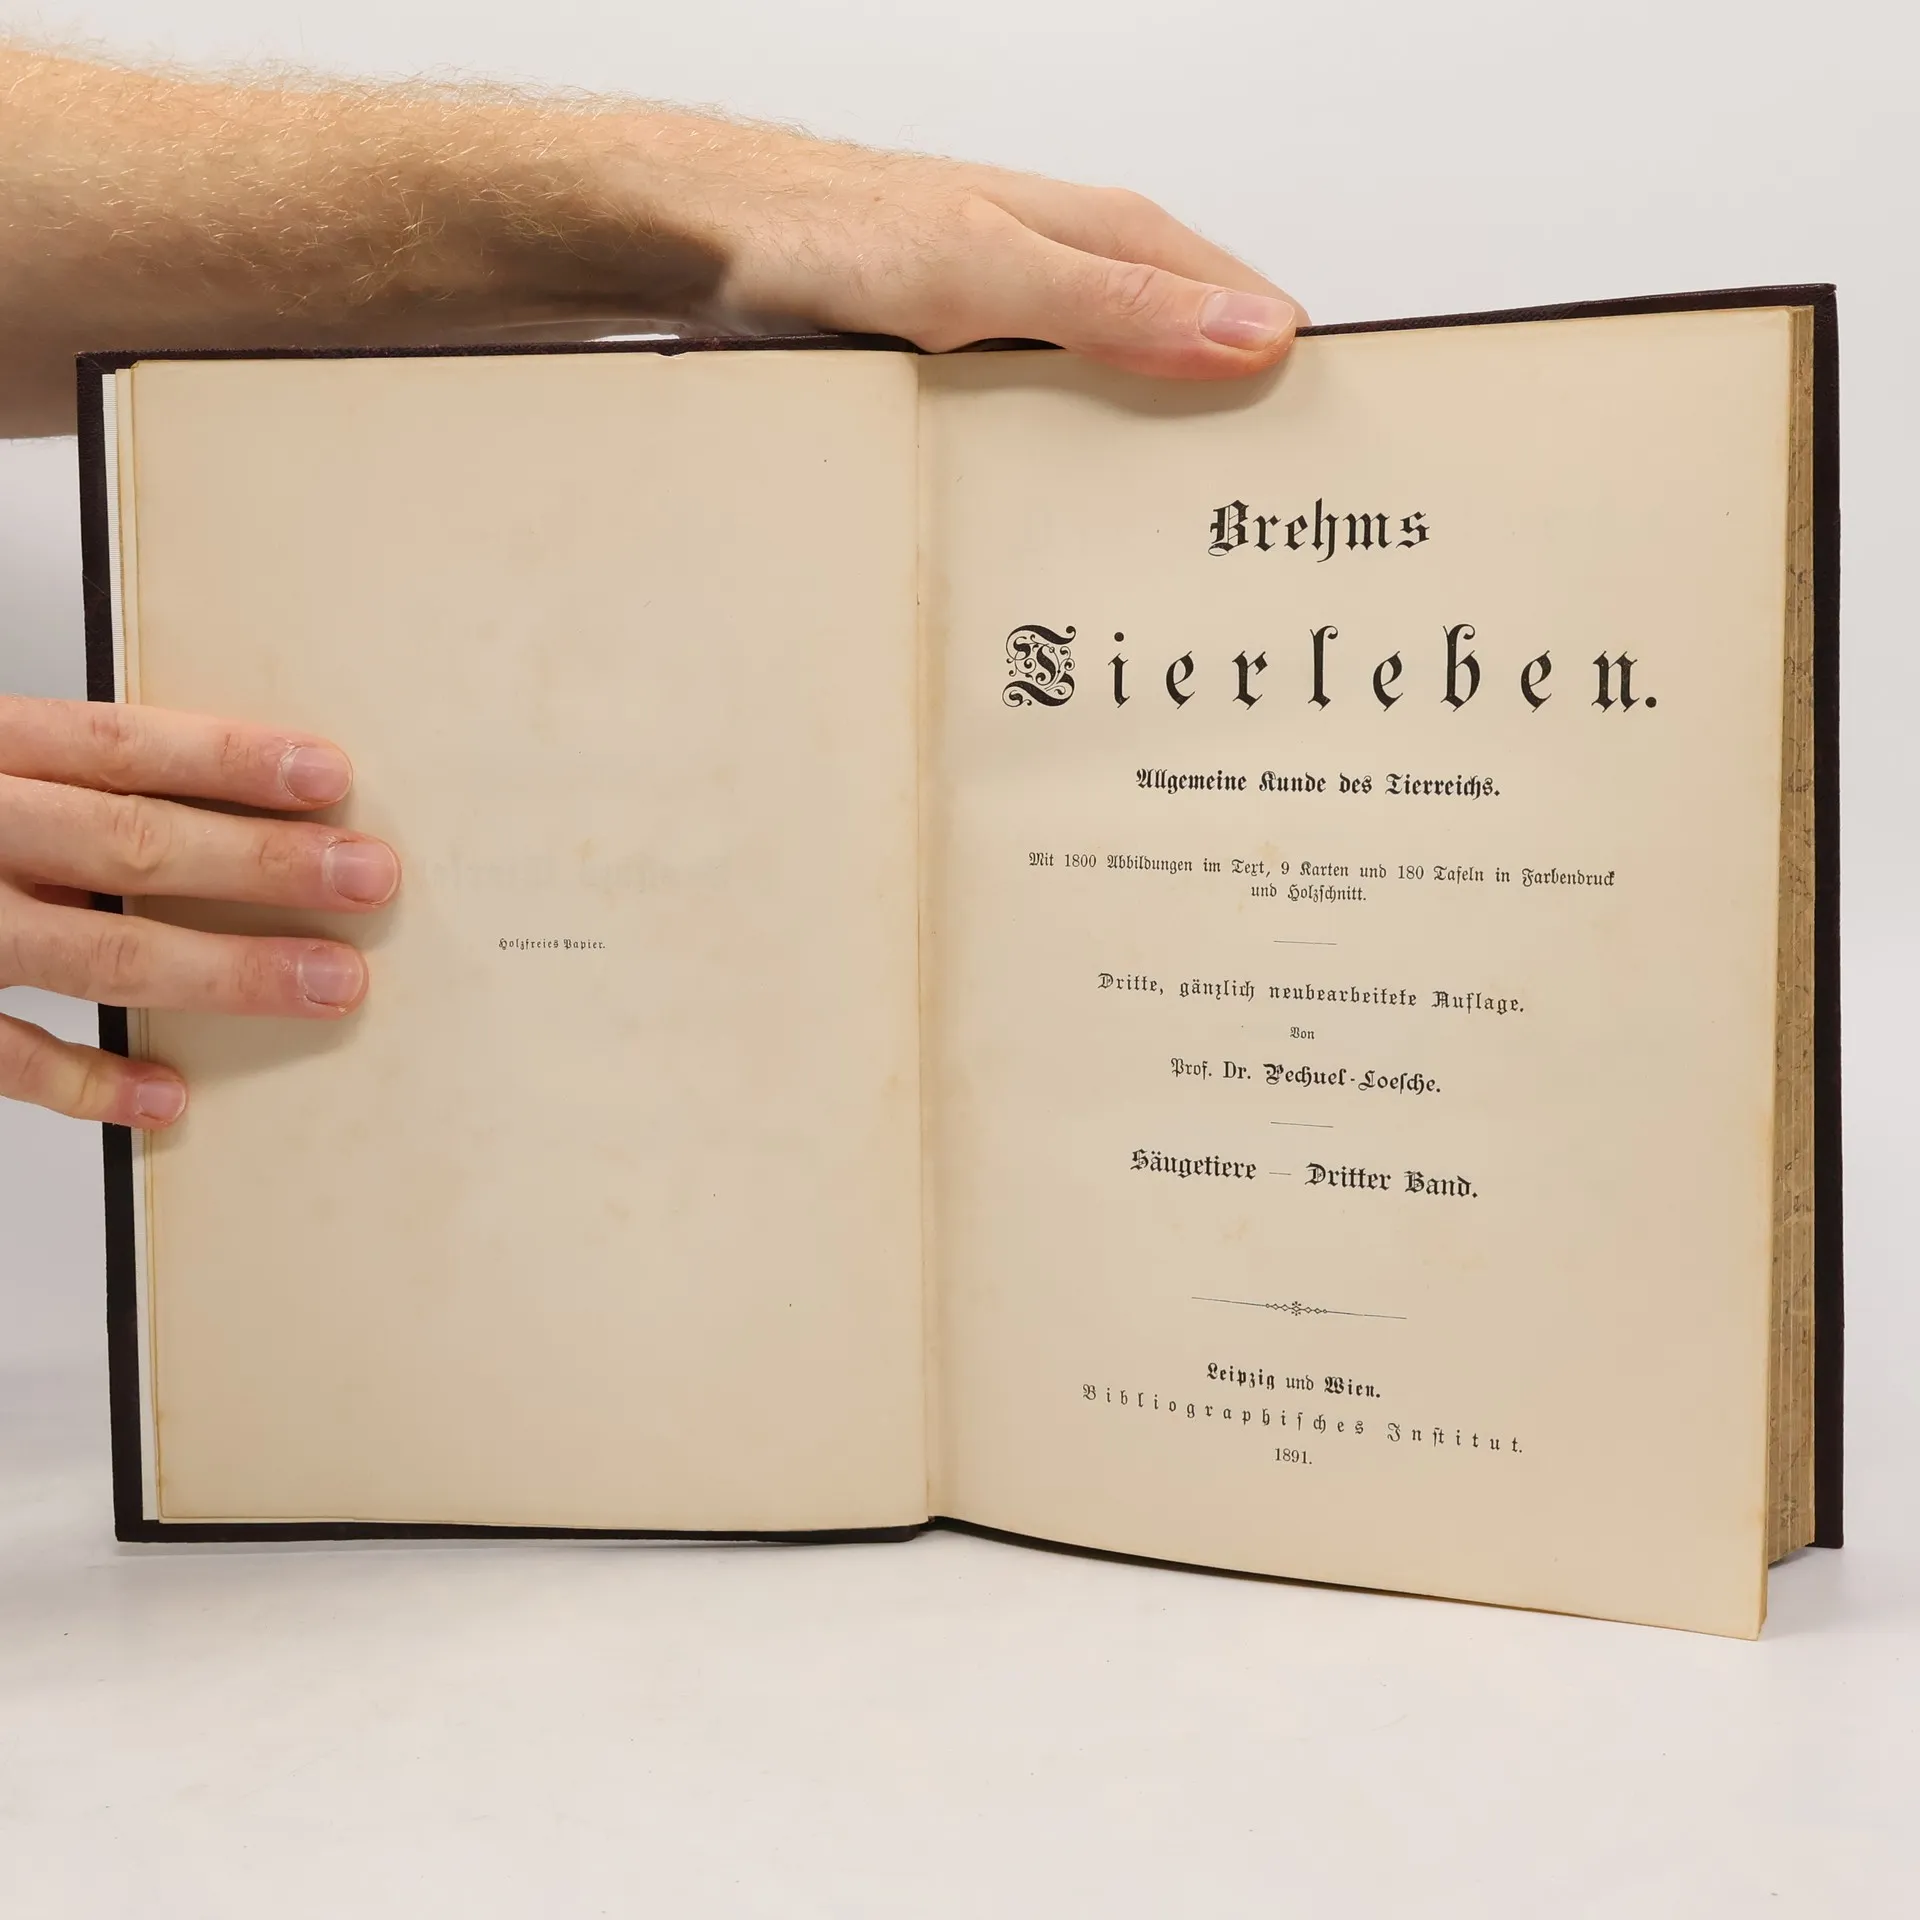 Holzfreies Papier.
Brehms
Tierleben.
Allgemeine Kunde des Tierreichs.
Mit 1800 Abbildungen im Text, 9 Karten und 180 Tafeln in Farbendruck
und Holzschnitt.
Dritte, gänzlich neubearbeitete Auflage.
Von
Prof. Dr. Pechuel-Loesche.
Säugetiere — Dritter Band.
Leipzig und Wien.
Bibliographisches Institut.
1891.